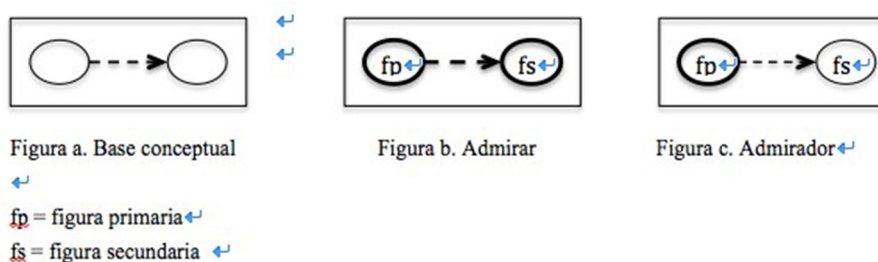 fp fs fp fs
Figura a. Base conceptual Figura b. Admirar Figura c. Admirador
fp = figura primaria
fs = figura secundaria